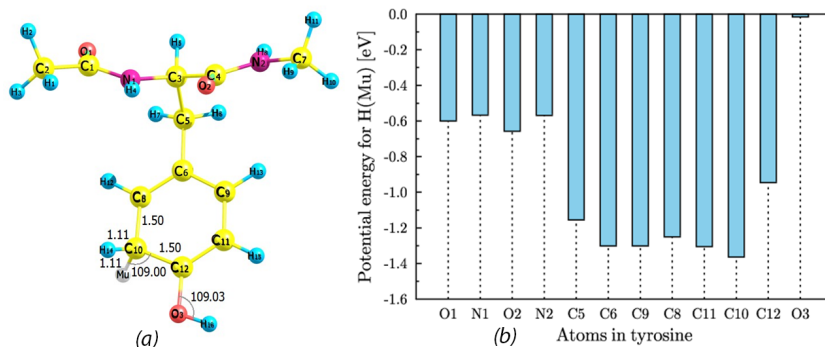 (a)
H₁₁
H₂
H₈
O₁
H₉
C₂
C₁
N₁
C₃
C₄
N₂
C₇
H₃
H₁
H₄
O₂
H₉
H₁₀
H₇
C₅
H₆
C₆
H₁₂
H₁₃
C₈
C₉
1.50
1.11
1.50
C₁₁
H₁₄
C₁₀
H₁₅
1.11
C₁₂
Mu
109.00
109.03
O₃
H₁₆
(a)
Potential energy for H(Mu) [eV]
0.0
-0.2
-0.4
-0.6
-0.8
-1.0
-1.2
-1.4
-1.6
O1 N1 O2 N2 C5 C6 C9 C8 C11 C10 C12 O3
(b) Atoms in tyrosine